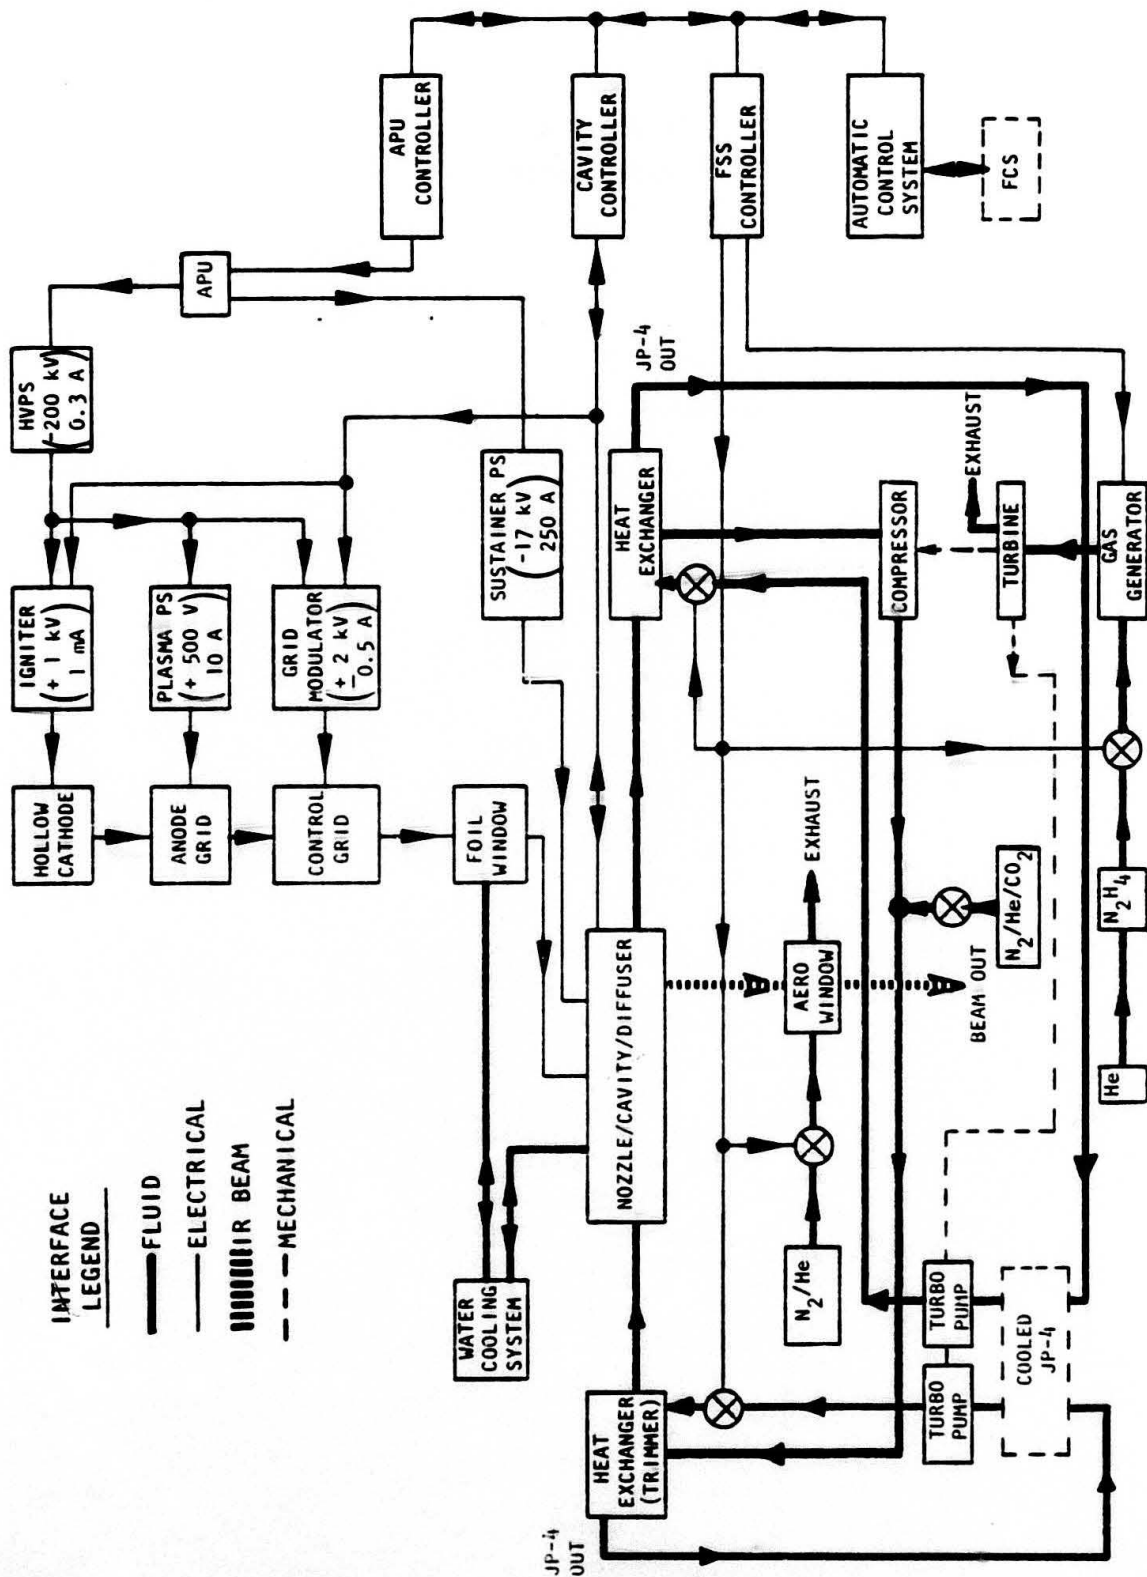 INTERFACE
LEGEND
FLUID
ELECTRICAL
IR BEAM
MECHANICAL
HOLLOW
CATHODE
IGNITER
(+ 1 kV
1 mA)
HVPS
(-200 kV
0.3 A)
ANODE
GRID
PLASMA PS
(+ 500 V
10 A)
APU
CONTROL
GRID
GRID
MODULATOR
(± 2 kV
0.5 A)
APU
CONTROLLER
WATER
COOLING
SYSTEM
FOIL
WINDOW
SUSTAINER PS
(-17 kV
250 A)
CAVITY
CONTROLLER
JP-4
OUT
HEAT
EXCHANGER
(TRIMMER)
NOZZLE/CAVITY/DIFFUSER
HEAT
EXCHANGER
JP-4
OUT
FSS
CONTROLLER
N2/He
AERO
WINDOW
EXHAUST
AUTOMATIC
CONTROL
SYSTEM
TURBO
PUMP
TURBO
PUMP
BEAM OUT
COMPRESSOR
EXHAUST
COOLED
JP-4
N2/He/CO2
TURBINE
FCS
He
N2H4
GAS
GENERATOR